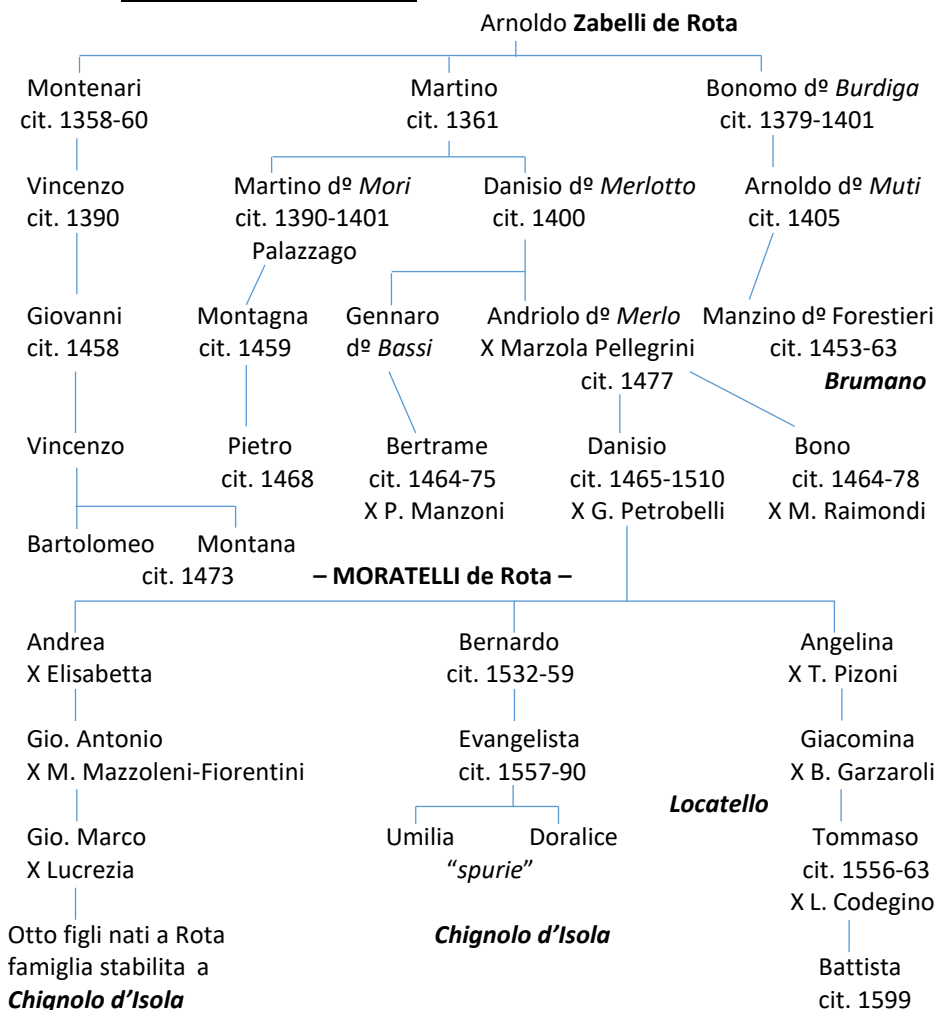 Arnoldo Zabelli de Rota
Montenari Martino Bonomo dº Burdiga
cit. 1358-60 cit. 1361 cit. 1379-1401
Vincenzo Martino dº Mori Danisio dº Merlotto Arnoldo dº Muti
cit. 1390 cit. 1390-1401 cit. 1400 cit. 1405
Palazzago
Giovanni Montagna Gennaro Andriolo dº Merlo Manzino dº Forestieri
cit. 1458 cit. 1459 dº Bassi X Marzola Pellegrini cit. 1453-63
cit. 1477 Brumano
Vincenzo Pietro Bertrame Danisio Bono
cit. 1468 cit. 1464-75 cit. 1465-1510 cit. 1464-78
X P. Manzoni X G. Petrobelli X M. Raimondi
Bartolomeo Montana
cit. 1473 – MORATELLI de Rota –
Andrea Bernardo Angelina
X Elisabetta cit. 1532-59 X T. Pizoni
Gio. Antonio Evangelista Giacomina
X M. Mazzoleni-Fiorentini cit. 1557-90 X B. Garzaroli
Locatello
Gio. Marco Umilia Doralice Tommaso
X Lucrezia “spurie” cit. 1556-63
X L. Codegino
Otto figli nati a Rota Chignolo d’Isola
famiglia stabilita a Battista
Chignolo d’Isola cit. 1599